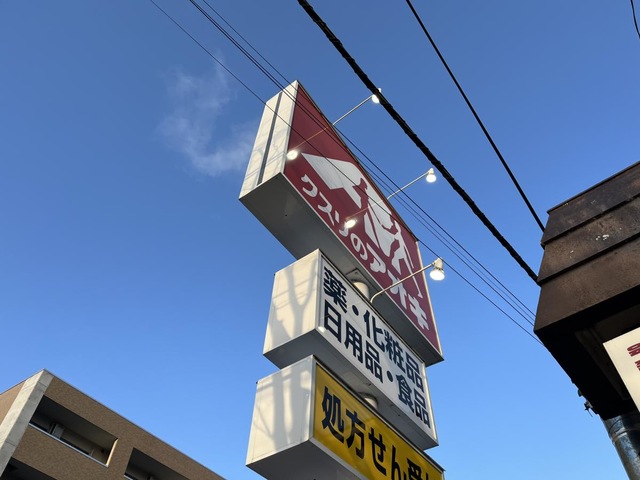 クスリのアオキ
薬・化粧品
日用品・食品
処方せん受